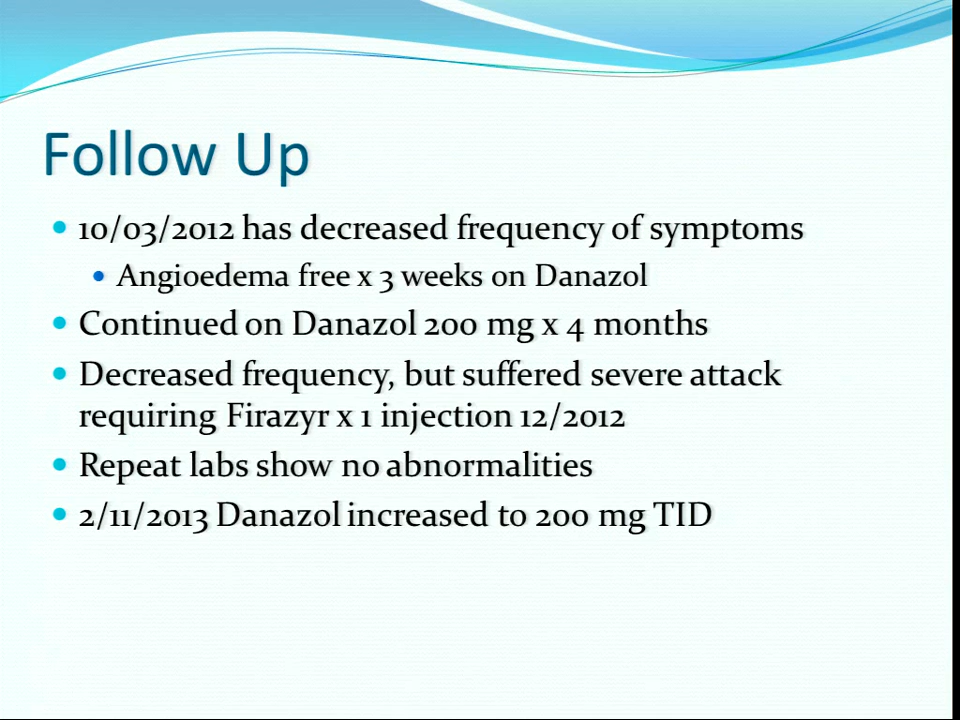 Follow Up
10/03/2012 has decreased frequency of symptoms
Angioedema free x 3 weeks on Danazol
Continued on Danazol 200 mg x 4 months
Decreased frequency, but suffered severe attack
requiring Firazyr x 1 injection 12/2012
Repeat labs show no abnormalities
2/11/2013 Danazol increased to 200 mg TID